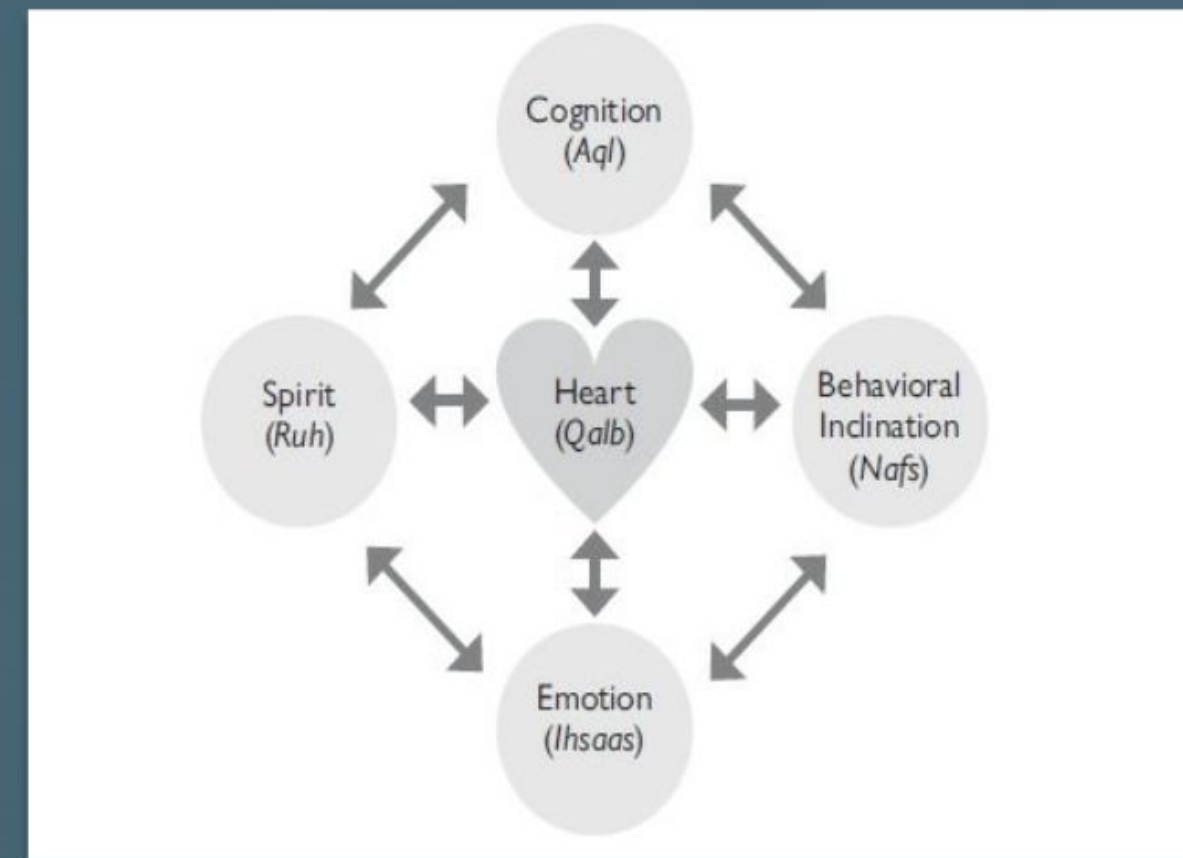 Cognition
(Aql)
Spirit
(Ruh)
Heart
(Qalb)
Behavioral
Inclination
(Nafs)
Emotion
(Ihsaas)